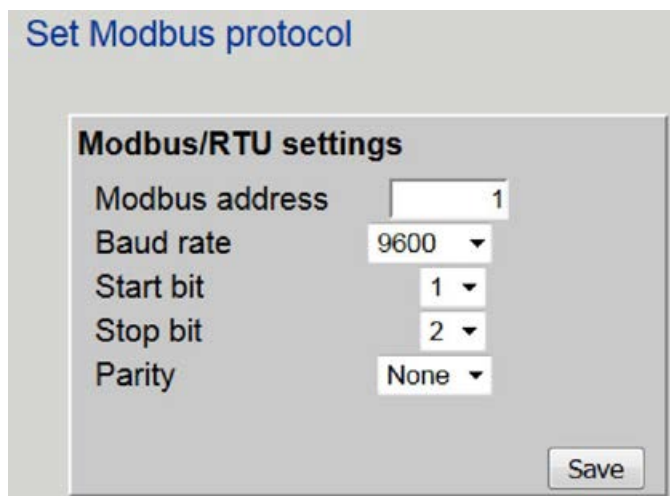 Set Modbus protocol
Modbus/RTU settings
Modbus address 1
Baud rate 9600
Start bit 1
Stop bit 2
Parity None
Save